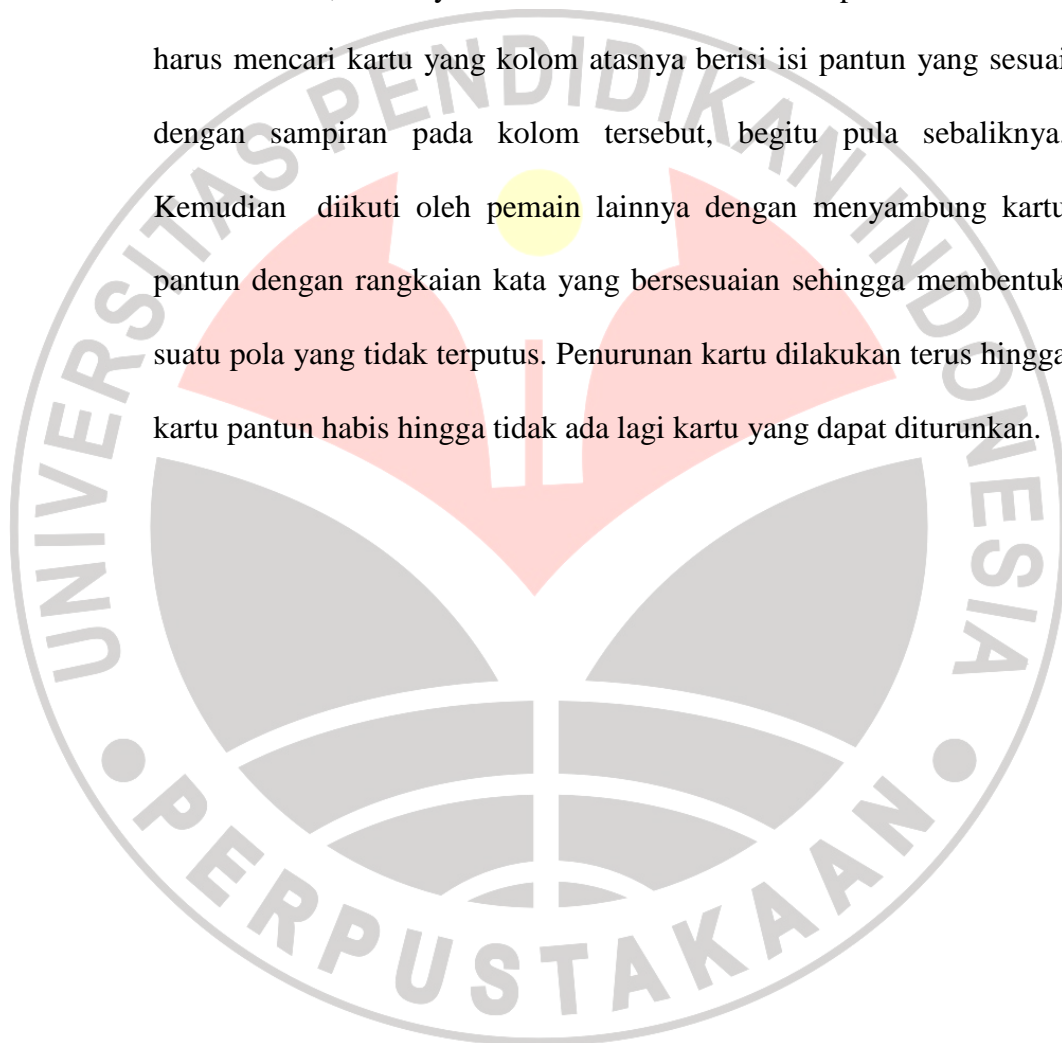 harus mencari kartu yang kolom atasnya berisi isi pantun yang sesuai
dengan sampiran pada kolom tersebut, begitu pula sebaliknya.
Kemudian diikuti oleh pemain lainnya dengan menyambung kartu
pantun dengan rangkaian kata yang bersesuaian sehingga membentuk
suatu pola yang tidak terputus. Penurunan kartu dilakukan terus hingga
kartu pantun habis hingga tidak ada lagi kartu yang dapat diturunkan.
UNIVERSITAS PENDIDIKAN INDONESIA
PERPUSTAKAAN